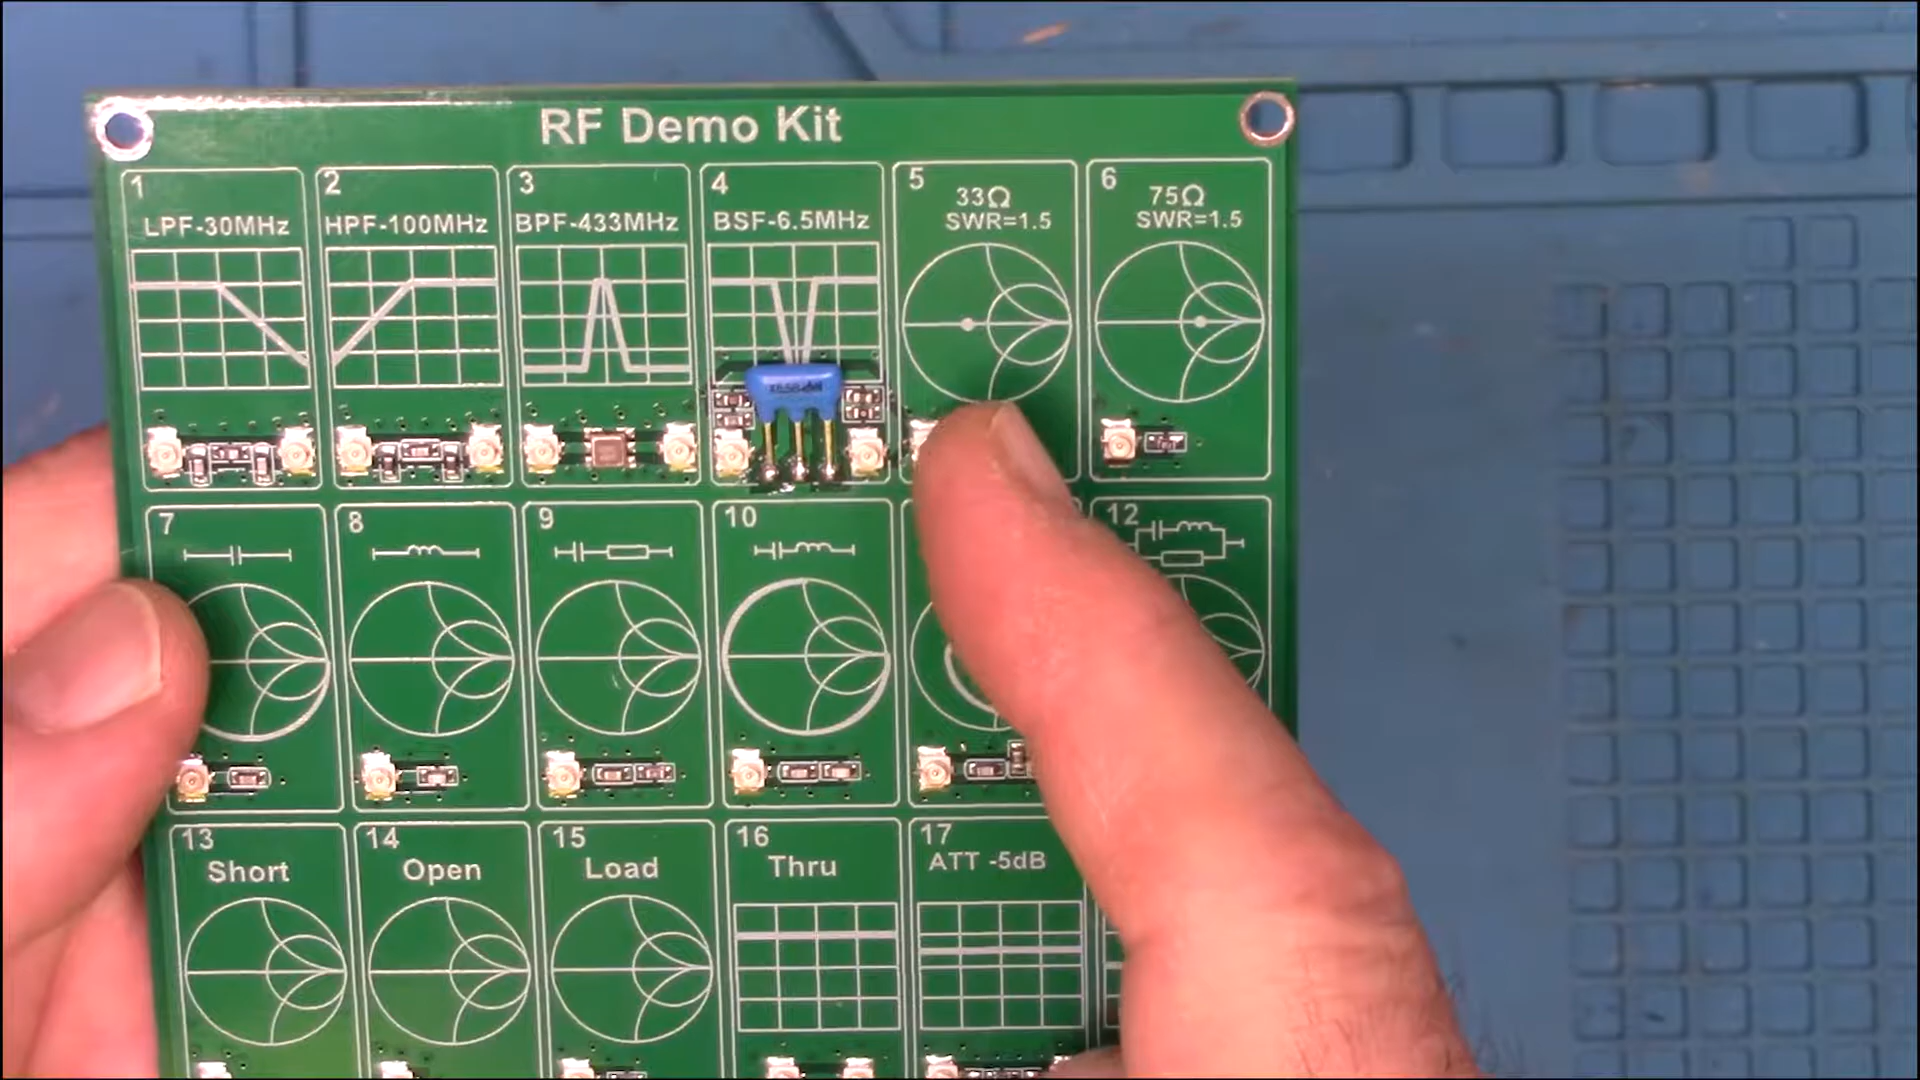 RF Demo Kit
1
LPF-30MHz
2
HPF-100MHz
3
BPF-433MHz
4
BSF-6.5MHz
5
33Ω
SWR=1.5
6
75Ω
SWR=1.5
7
8
9
10
12
13
Short
14
Open
15
Load
16
Thru
17
ATT -5dB